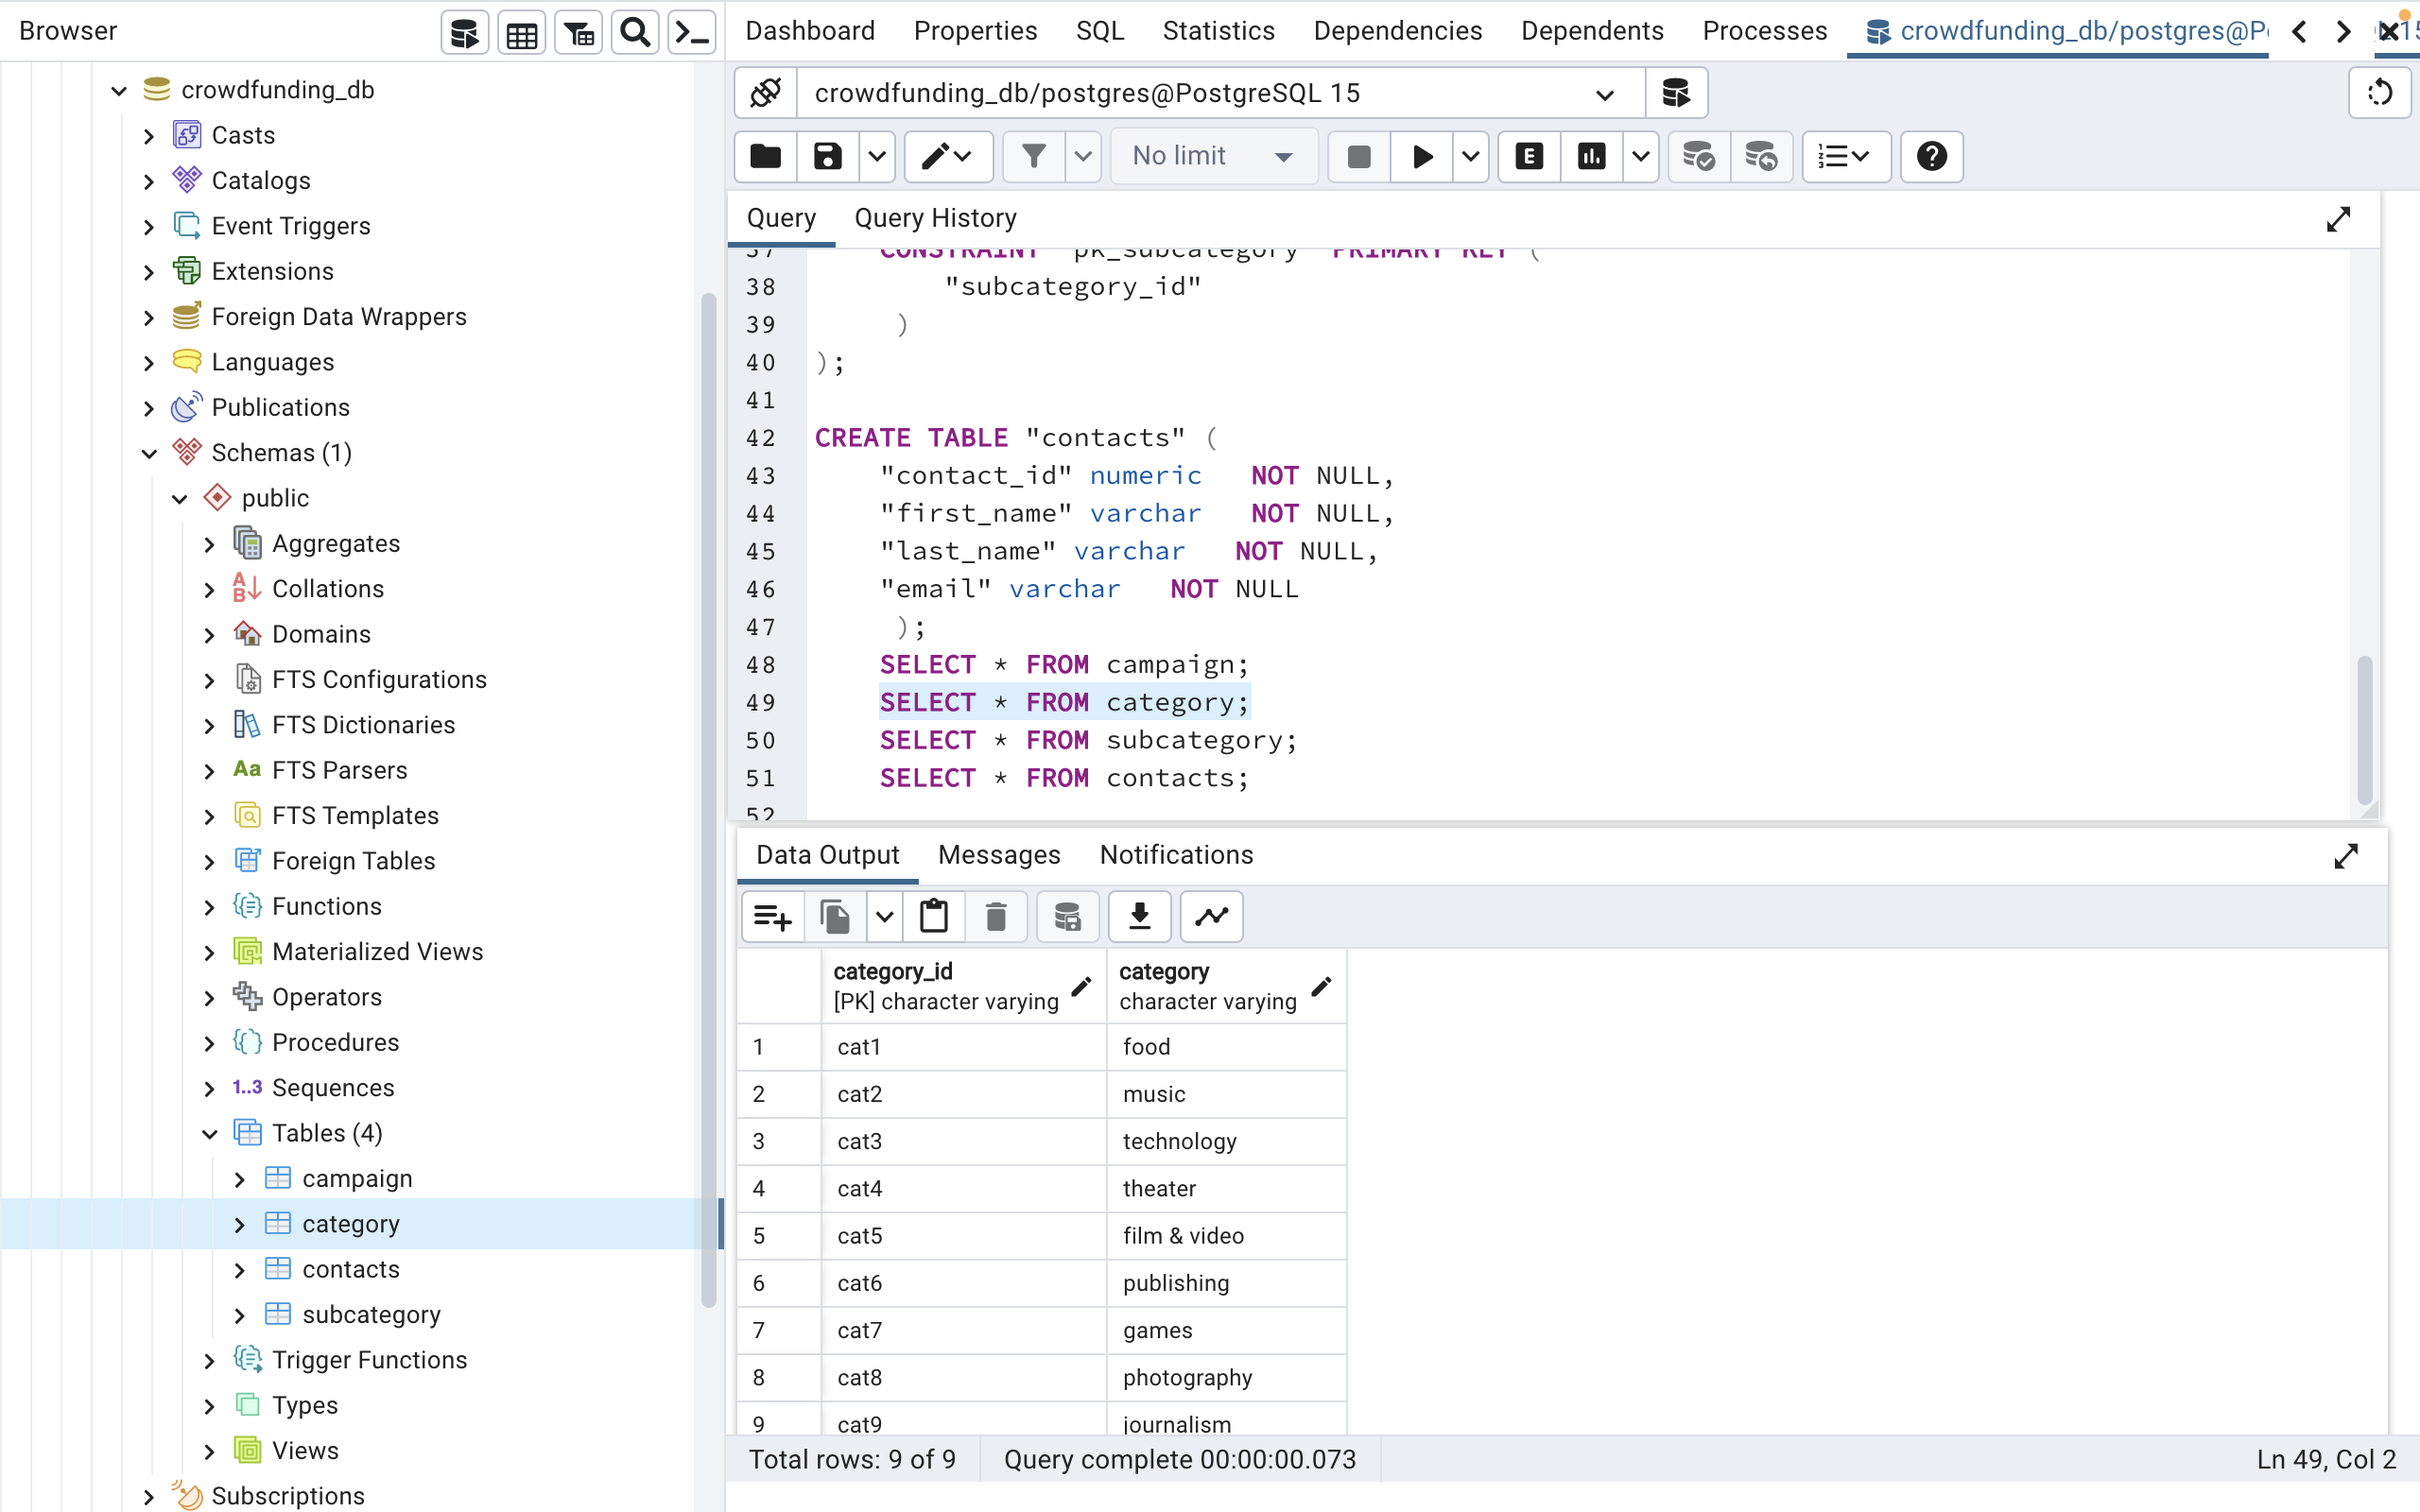 Browser
Dashboard Properties SQL Statistics Dependencies Dependents Processes crowdfunding_db/postgres@P
crowdfunding_db
Casts
Catalogs
Event Triggers
Extensions
Foreign Data Wrappers
Languages
Publications
Schemas (1)
public
Aggregates
Collations
Domains
FTS Configurations
FTS Dictionaries
Aa FTS Parsers
FTS Templates
Foreign Tables
Functions
Materialized Views
Operators
Procedures
1..3 Sequences
Tables (4)
campaign
category
contacts
subcategory
Trigger Functions
Types
Views
Subscriptions
crowdfunding_db/postgres@PostgreSQL 15
No limit
E
Query Query History
37 CONSTRAINT "pk_subcategory" PRIMARY KEY (
38 "subcategory_id"
39 )
40 );
41
42 CREATE TABLE "contacts" (
43 "contact_id" numeric NOT NULL,
44 "first_name" varchar NOT NULL,
45 "last_name" varchar NOT NULL,
46 "email" varchar NOT NULL
47 );
48 SELECT * FROM campaign;
49 SELECT * FROM category;
50 SELECT * FROM subcategory;
51 SELECT * FROM contacts;
52
Data Output Messages Notifications
category_id category
[PK] character varying character varying
1 cat1 food
2 cat2 music
3 cat3 technology
4 cat4 theater
5 cat5 film & video
6 cat6 publishing
7 cat7 games
8 cat8 photography
9 cat9 journalism
Total rows: 9 of 9 Query complete 00:00:00.073 Ln 49, Col 2